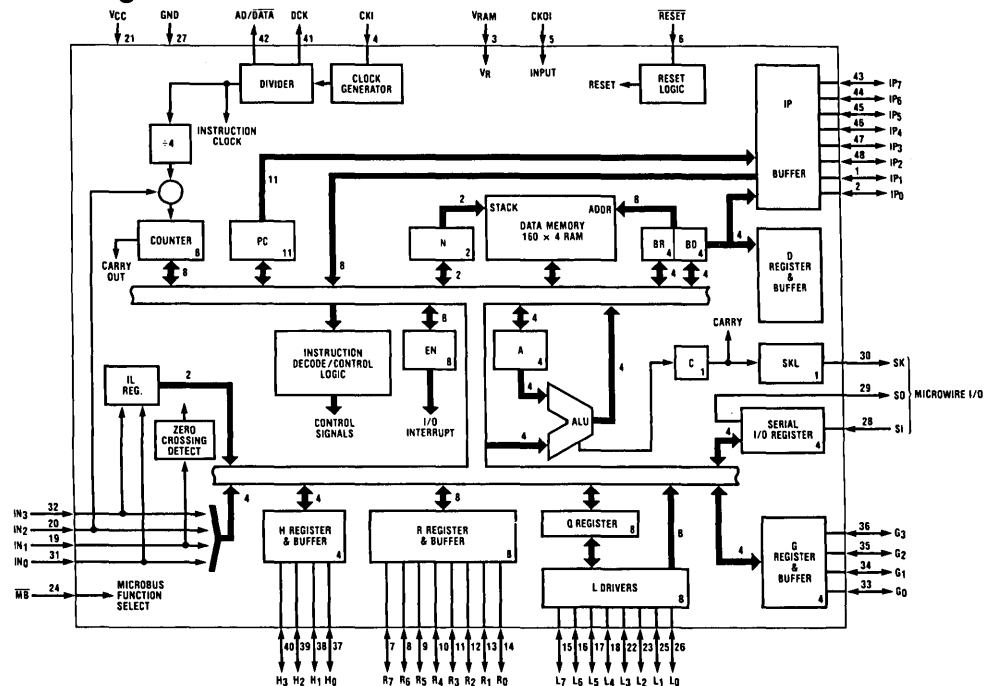 VCC GND AD/DATA DCK CKI VRAM CKOI RESET
21 27 42 41 4 3 5 6
VR INPUT
DIVIDER
CLOCK GENERATOR
RESET
RESET LOGIC
INSTRUCTION CLOCK
÷4
COUNTER 8
8
CARRY OUT
PC 11
11
8
N 2
2
2
STACK ADDR
DATA MEMORY
160 × 4 RAM
8
BR 4
BD 4
4 4
4
IP
BUFFER
43 IP7
44 IP6
45 IP5
46 IP4
47 IP3
48 IP2
1 IP1
2 IP0
D
REGISTER
&
BUFFER
INSTRUCTION
DECODE/CONTROL
LOGIC
CONTROL
SIGNALS
8
EN 8
I/O
INTERRUPT
4
A 4
4
4
ALU
4
CARRY
C 1
SKL 1
30 SK
29 SO
28 SI
MICROWIRE I/O
SERIAL
I/O REGISTER 4
4
IL
REG.
2
ZERO
CROSSING
DETECT
IN3 32
IN2 20
IN1 19
IN0 31
4
MB 24
MICROBUS
FUNCTION
SELECT
4
H REGISTER
& BUFFER
4
8
R REGISTER
& BUFFER
8
Q REGISTER 8
8
L DRIVERS 8
4
G
REGISTER
&
BUFFER
4
36 G3
35 G2
34 G1
33 G0
40 39 38 37 7 8 9 10 11 12 13 14 15 16 17 18 22 23 25 26
H3 H2 H1 H0 R7 R6 R5 R4 R3 R2 R1 R0 L7 L6 L5 L4 L3 L2 L1 L0